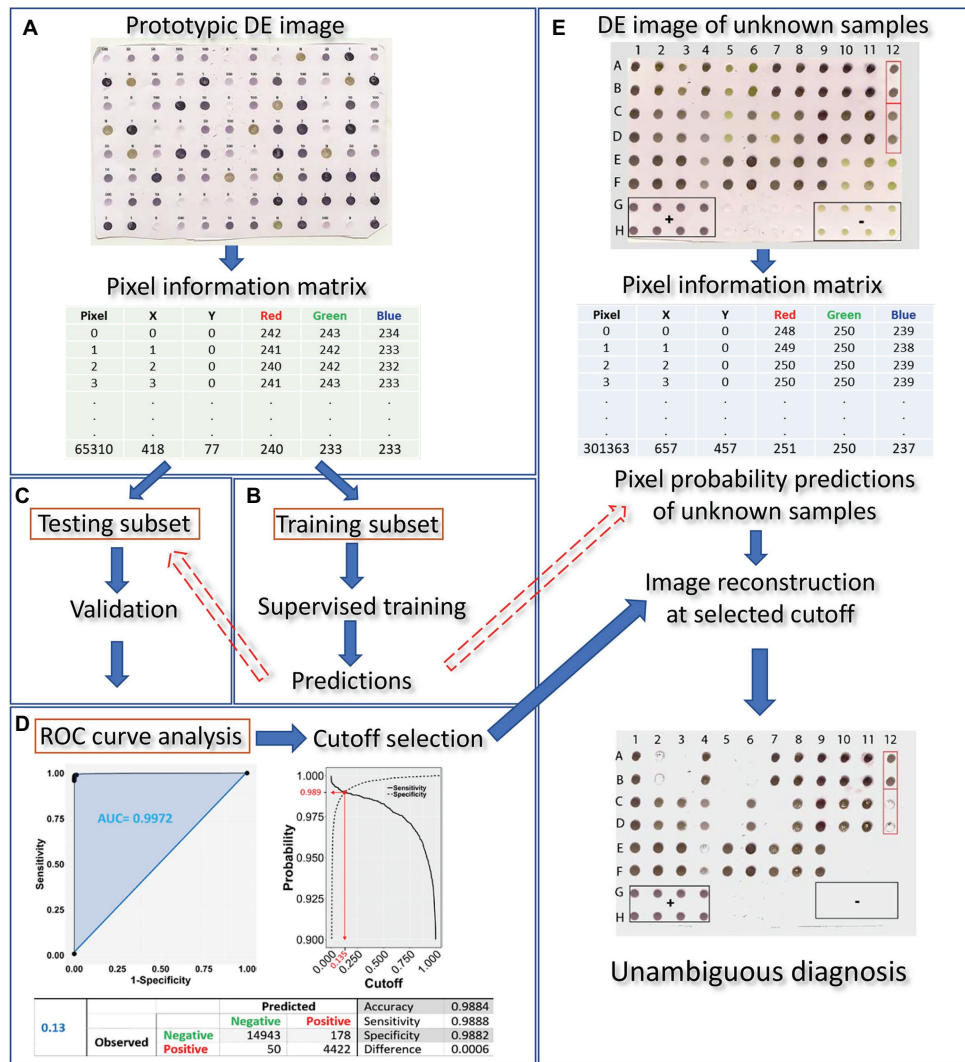 A
Prototypic DE image
Pixel information matrix
Pixel X Y Red Green Blue
0 0 0 242 243 234
1 1 0 241 242 233
2 2 0 240 242 232
3 3 0 241 243 233
. . . . . .
. . . . . .
. . . . . .
65310 418 77 240 233 233
C
Testing subset
Validation
B
Training subset
Supervised training
Predictions
D
ROC curve analysis
Cutoff selection
1.00
0.75
0.50
0.25
0.00
Sensitivity
AUC= 0.9972
0.00 0.25 0.50 0.75 1.00
1-Specificity
1.000
0.989
0.975
0.950
0.925
0.900
Probability
Sensitivity
Specificity
0.000 0.135 0.250 0.500 0.750 1.000
Cutoff
0.13
Predicted
Negative Positive
Observed
Negative 14943 178
Positive 50 4422
Accuracy 0.9884
Sensitivity 0.9888
Specificity 0.9882
Difference 0.0006
E
DE image of unknown samples
1 2 3 4 5 6 7 8 9 10 11 12
A
B
C
D
E
F
G
H
+
-
Pixel information matrix
Pixel X Y Red Green Blue
0 0 0 248 250 239
1 1 0 249 250 238
2 2 0 250 250 239
3 3 0 250 250 239
. . . . . .
. . . . . .
. . . . . .
301363 657 457 251 250 237
Pixel probability predictions
of unknown samples
Image reconstruction
at selected cutoff
1 2 3 4 5 6 7 8 9 10 11 12
A
B
C
D
E
F
G
H
+
-
Unambiguous diagnosis